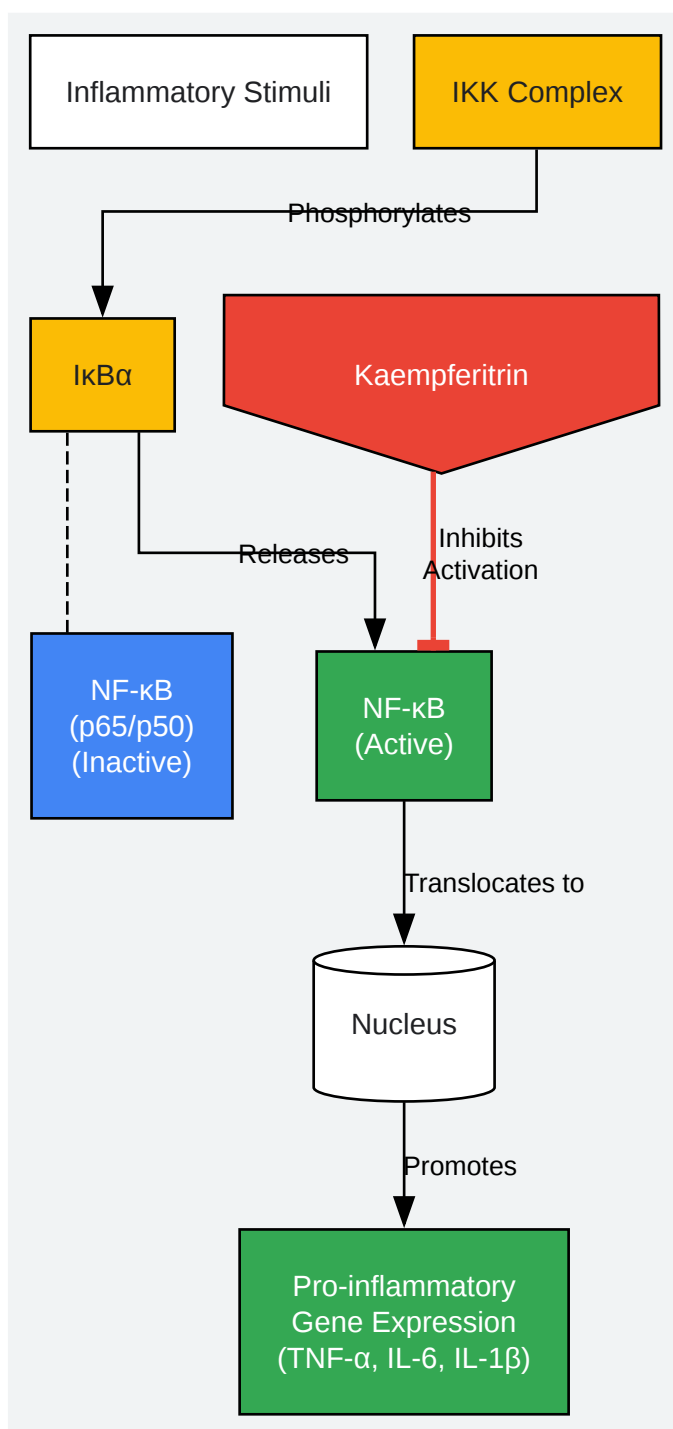 Inflammatory Stimuli
IKK Complex
Phosphorylates
IκBα
Kaempferitrin
Releases
Inhibits
Activation
NF-κB
(p65/p50)
(Inactive)
NF-κB
(Active)
Translocates to
Nucleus
Promotes
Pro-inflammatory
Gene Expression
(TNF-α, IL-6, IL-1β)